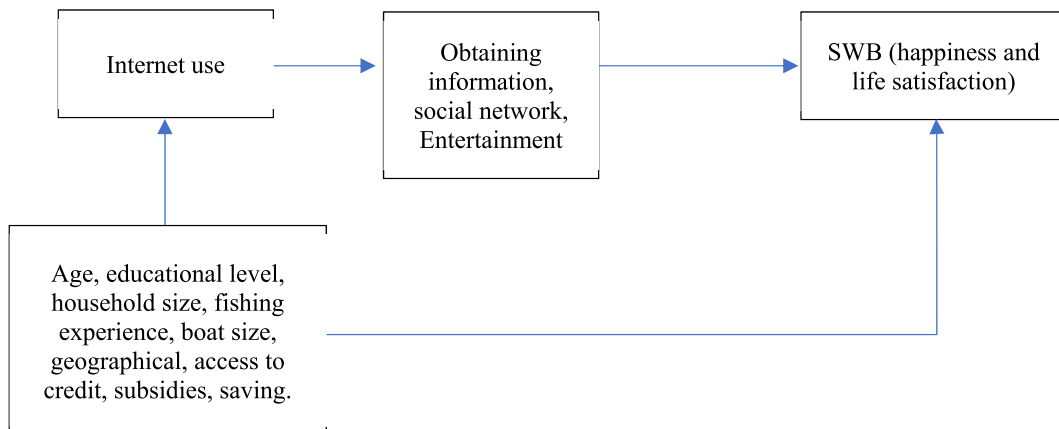 Internet use
Obtaining
information,
social network,
Entertainment
SWB (happiness and
life satisfaction)
Age, educational level,
household size, fishing
experience, boat size,
geographical, access to
credit, subsidies, saving.